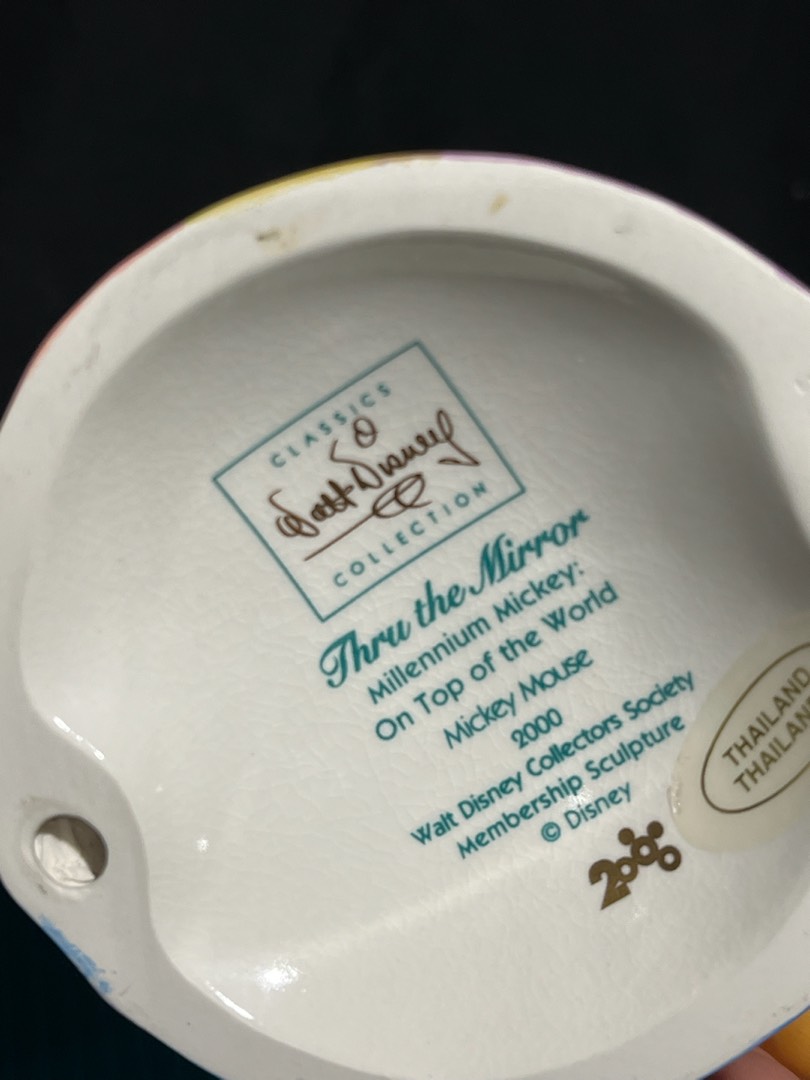 CLASSICS
Walt Disney
COLLECTION
Thru the Mirror
Millennium Mickey:
On Top of the World
Mickey Mouse
2000
Walt Disney Collectors Society
Membership Sculpture
© Disney
2000
THAILAND
THAILAN